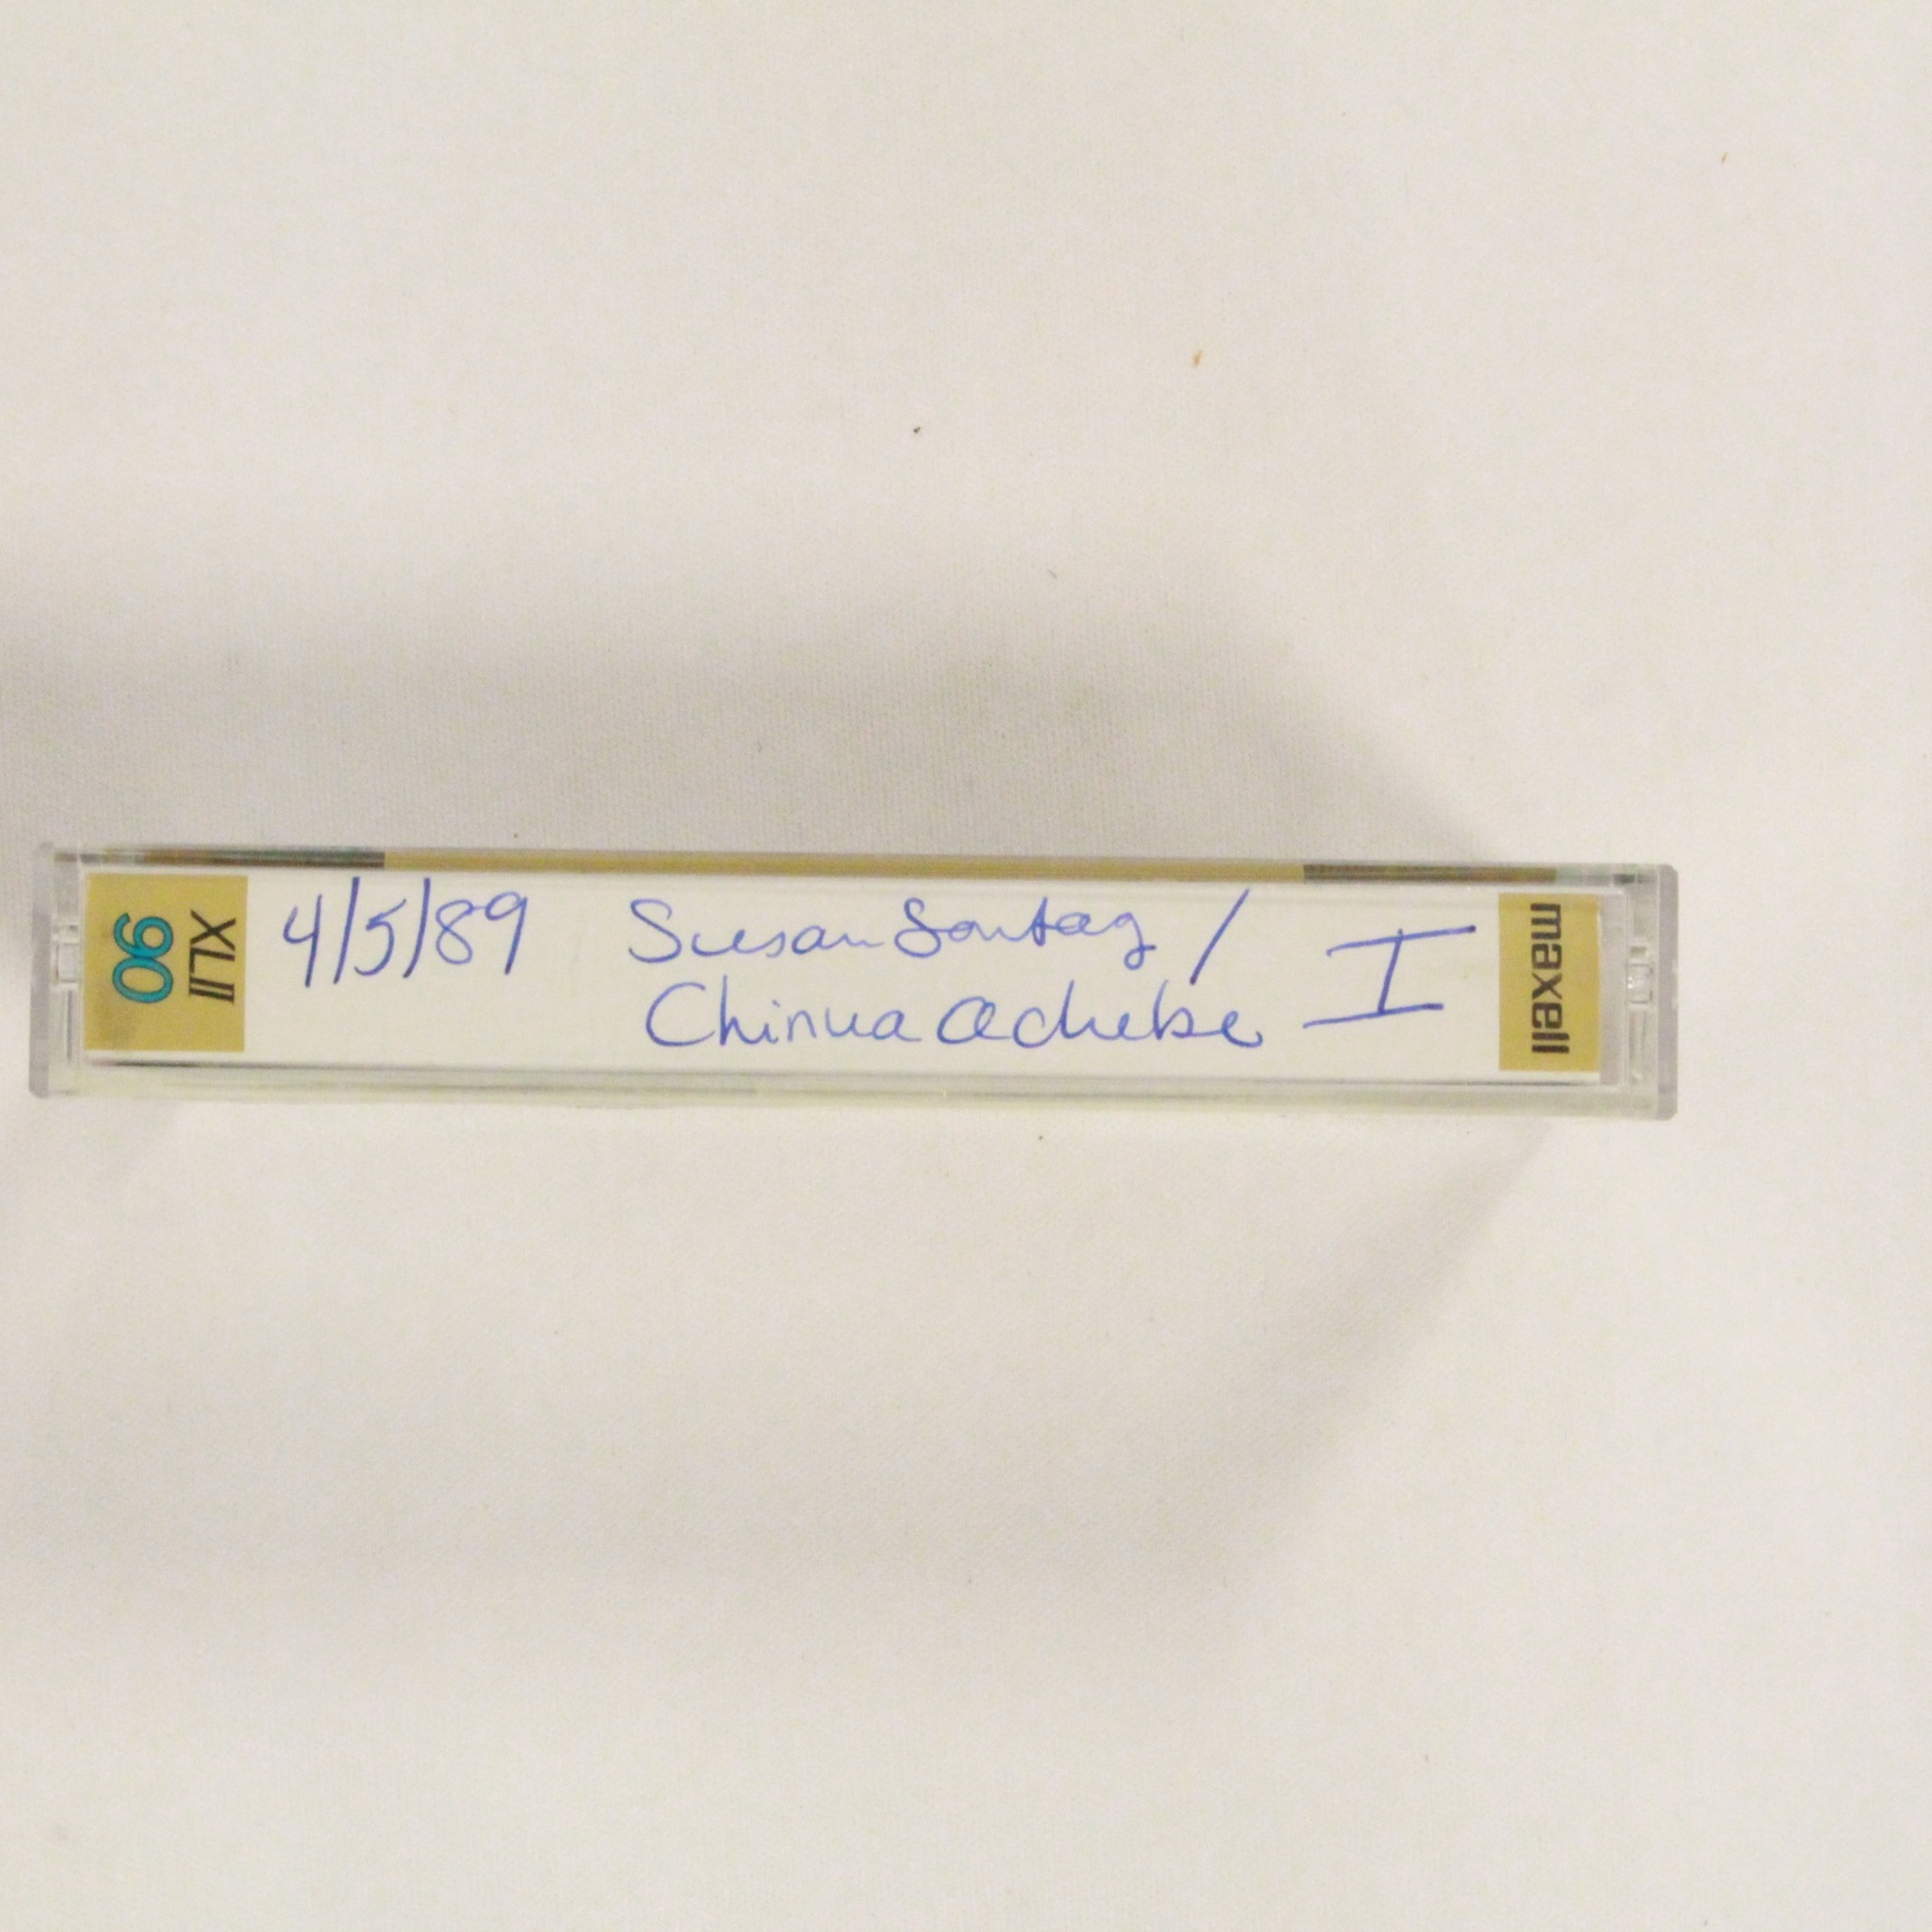 XLII
90
4/5/89 Susan Sontag /
Chinua Achebe I
maxell